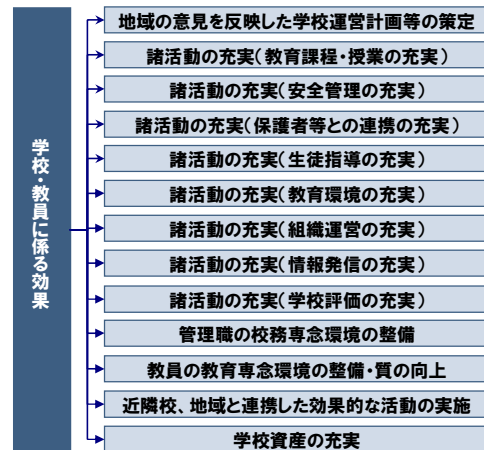 学校・教員に係る効果
地域の意見を反映した学校運営計画等の策定
諸活動の充実(教育課程・授業の充実)
諸活動の充実(安全管理の充実)
諸活動の充実(保護者等との連携の充実)
諸活動の充実(生徒指導の充実)
諸活動の充実(教育環境の充実)
諸活動の充実(組織運営の充実)
諸活動の充実(情報発信の充実)
諸活動の充実(学校評価の充実)
管理職の校務専念環境の整備
教員の教育専念環境の整備・質の向上
近隣校、地域と連携した効果的な活動の実施
学校資産の充実